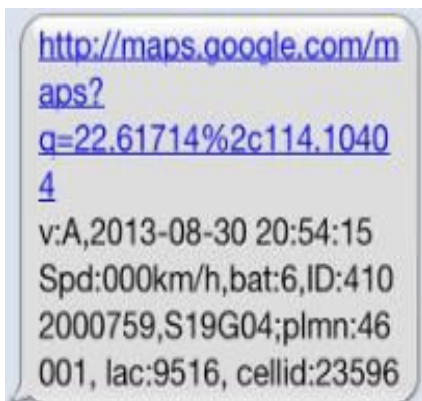 http://maps.google.com/m
aps?
q=22.61714%2c114.1040
4
v:A,2013-08-30 20:54:15
Spd:000km/h,bat:6,ID:410
2000759,S19G04;plmn:46
001, lac:9516, cellid:23596